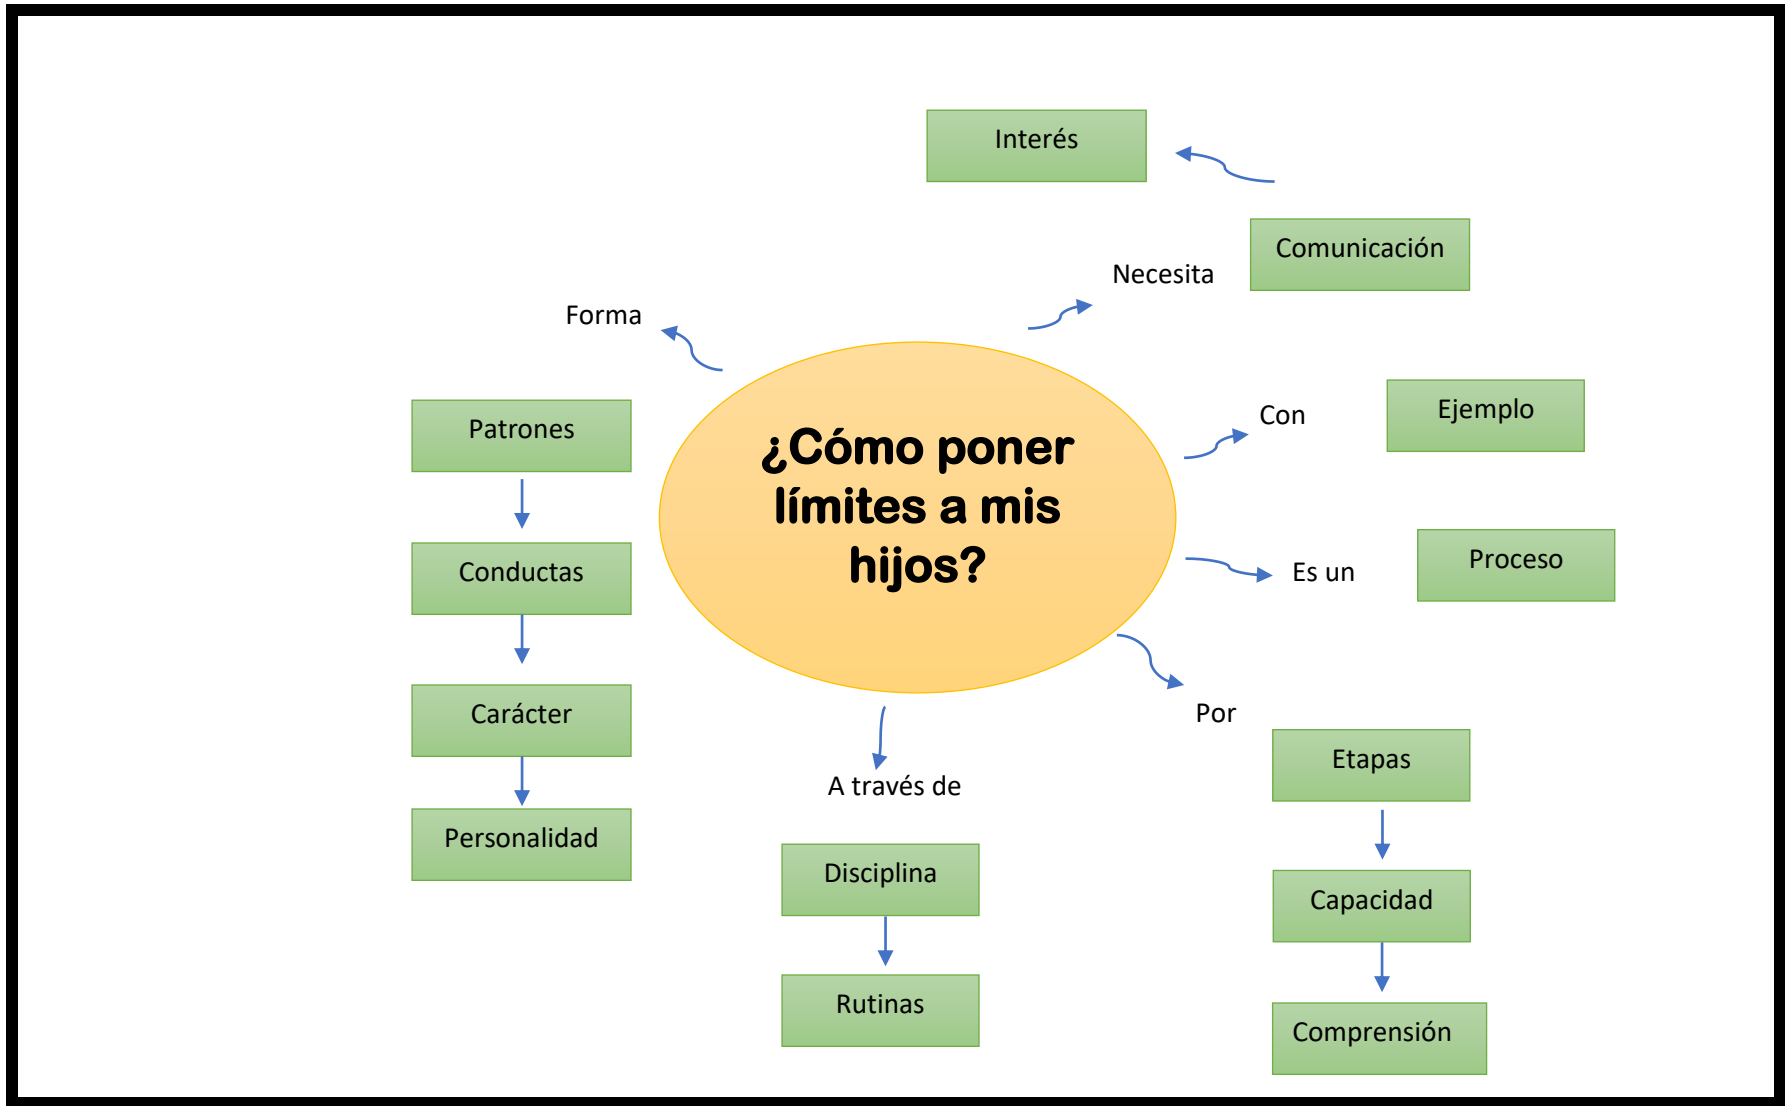 Interés
Comunicación
Necesita
Forma
Patrones
Con
Ejemplo
¿Cómo poner
límites a mis
hijos?
Conductas
Es un
Proceso
Carácter
Por
Etapas
A través de
Personalidad
Disciplina
Capacidad
Rutinas
Comprensión